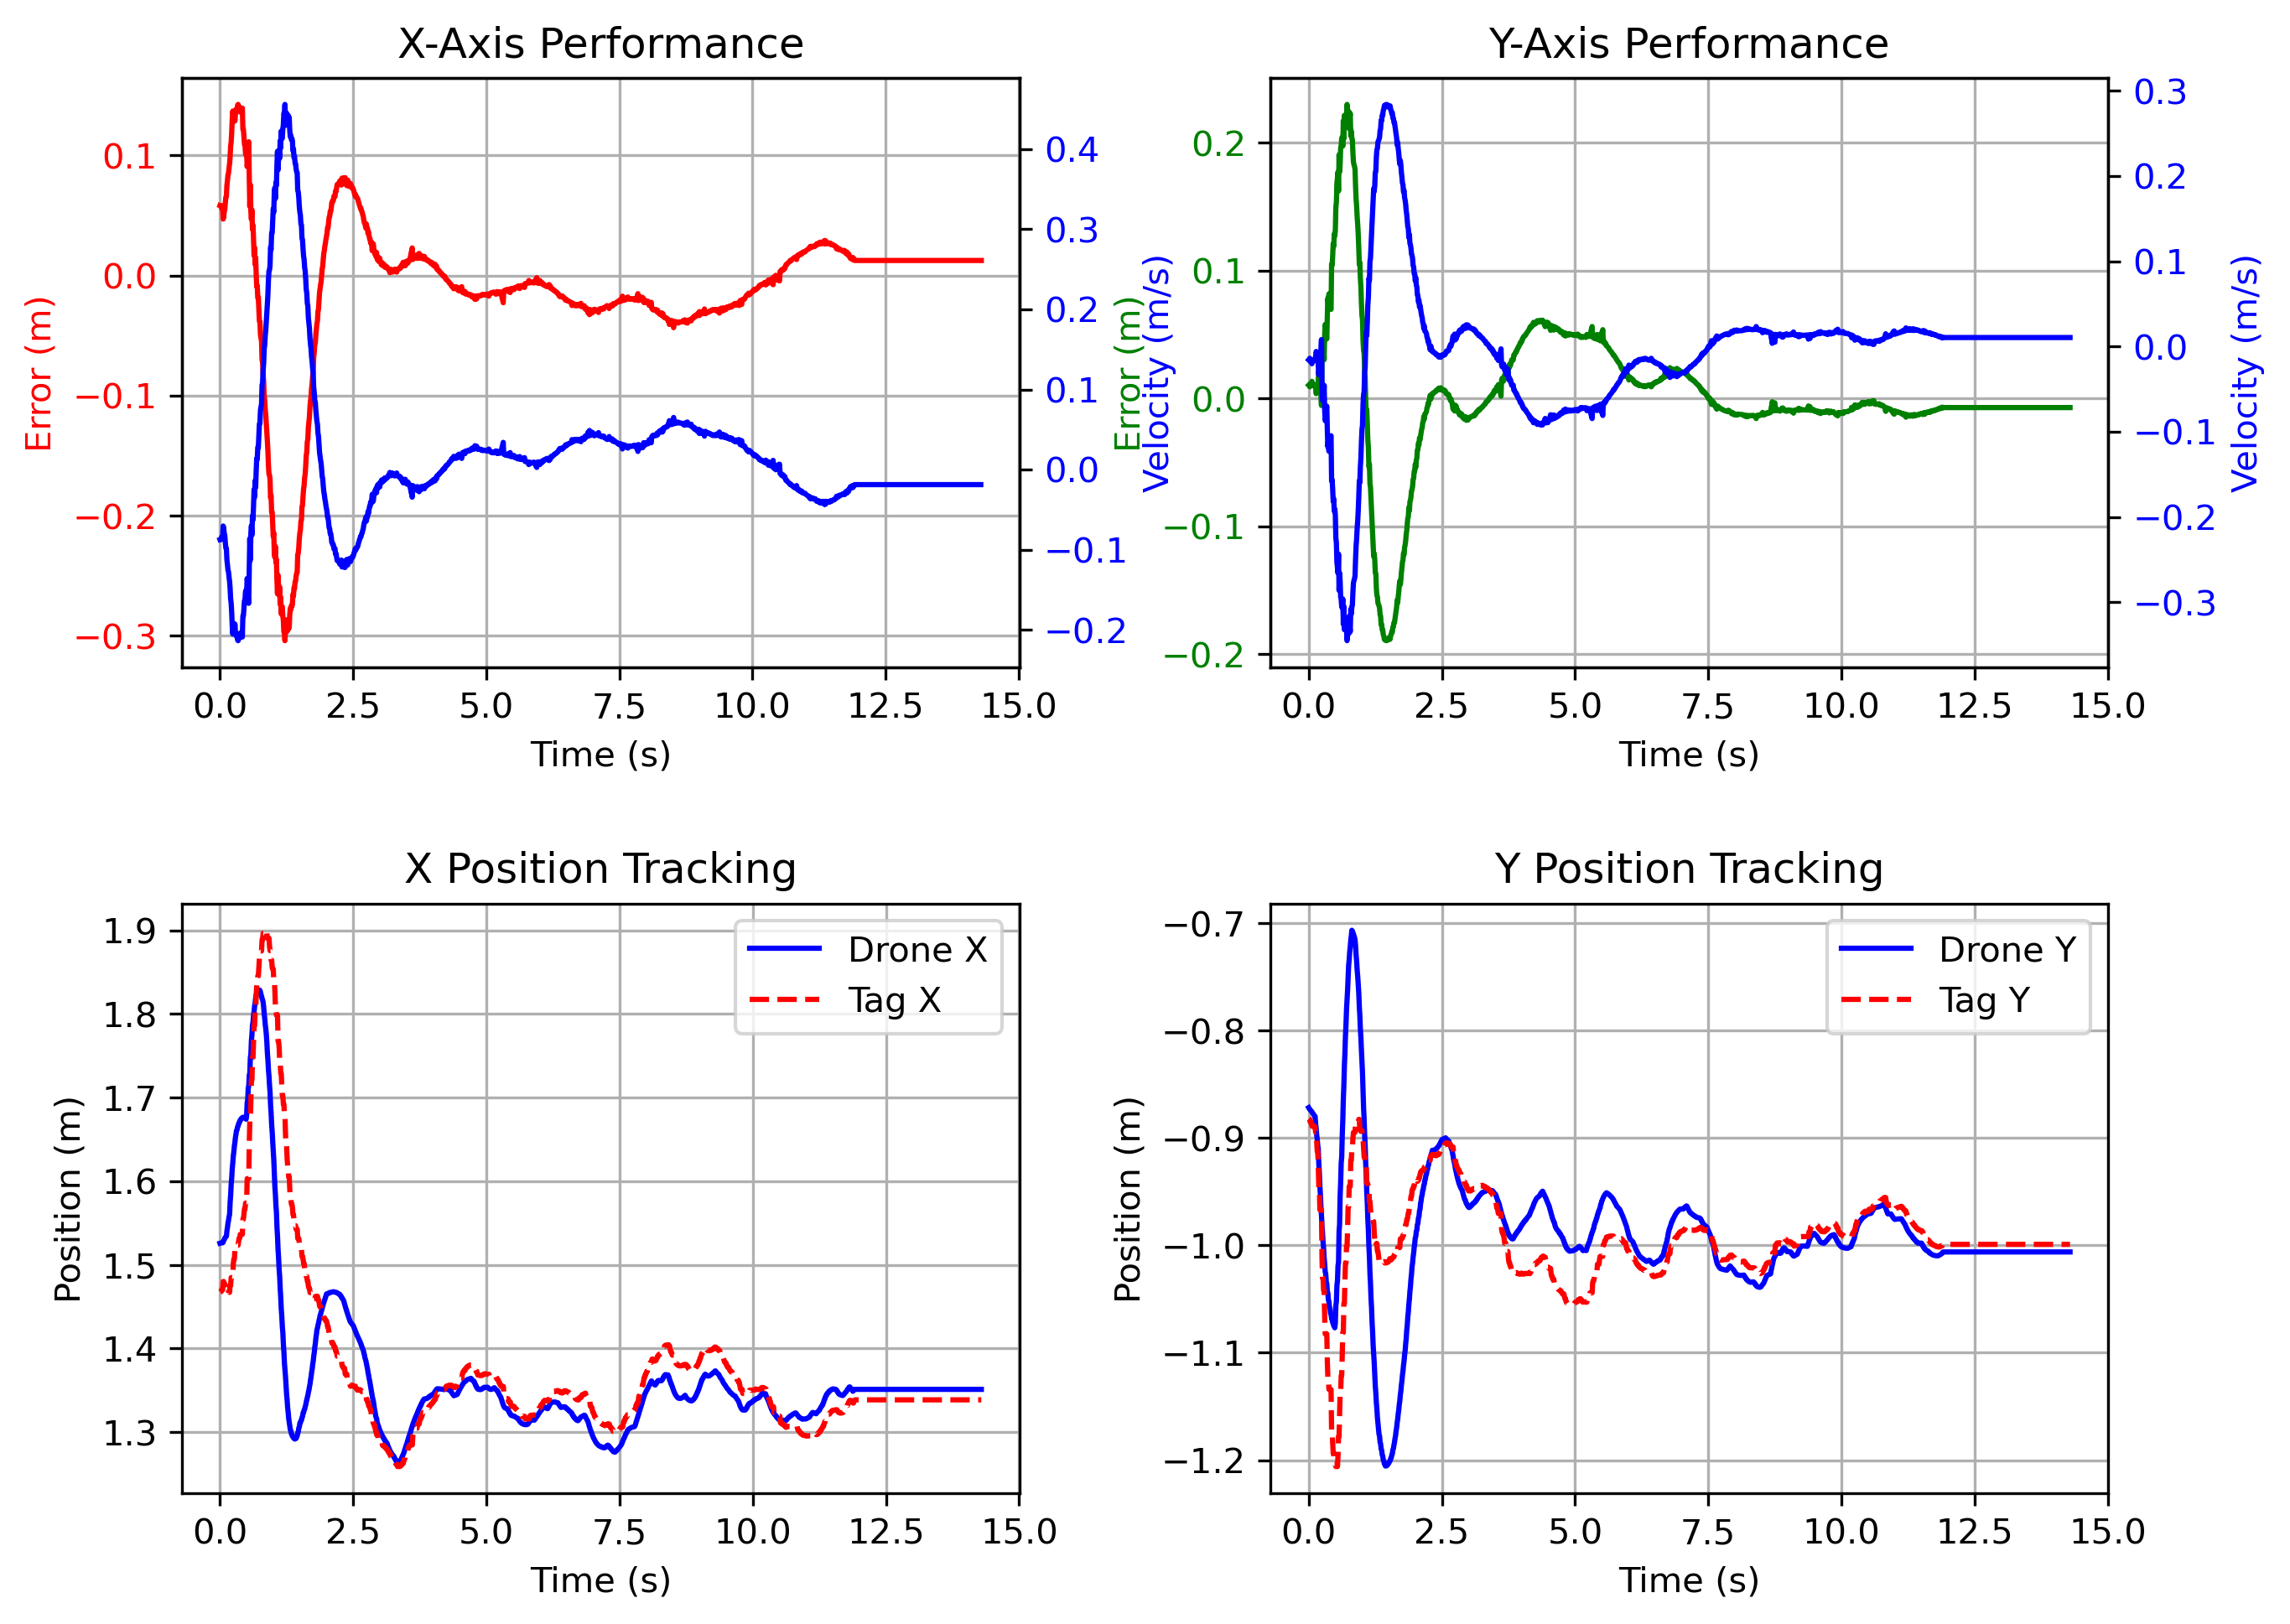 X-Axis Performance
Y-Axis Performance
0.1
0.0
−0.1
−0.2
−0.3
Error (m)
0.4
0.3
0.2
0.1
0.0
−0.1
−0.2
Velocity (m/s)
0.0 2.5 5.0 7.5 10.0 12.5 15.0
Time (s)
0.2
0.1
0.0
−0.1
−0.2
Error (m)
0.3
0.2
0.1
0.0
−0.1
−0.2
−0.3
Velocity (m/s)
0.0 2.5 5.0 7.5 10.0 12.5 15.0
Time (s)
X Position Tracking
Y Position Tracking
1.9
1.8
1.7
1.6
1.5
1.4
1.3
Position (m)
Drone X
Tag X
0.0 2.5 5.0 7.5 10.0 12.5 15.0
Time (s)
−0.7
−0.8
−0.9
−1.0
−1.1
−1.2
Position (m)
Drone Y
Tag Y
0.0 2.5 5.0 7.5 10.0 12.5 15.0
Time (s)